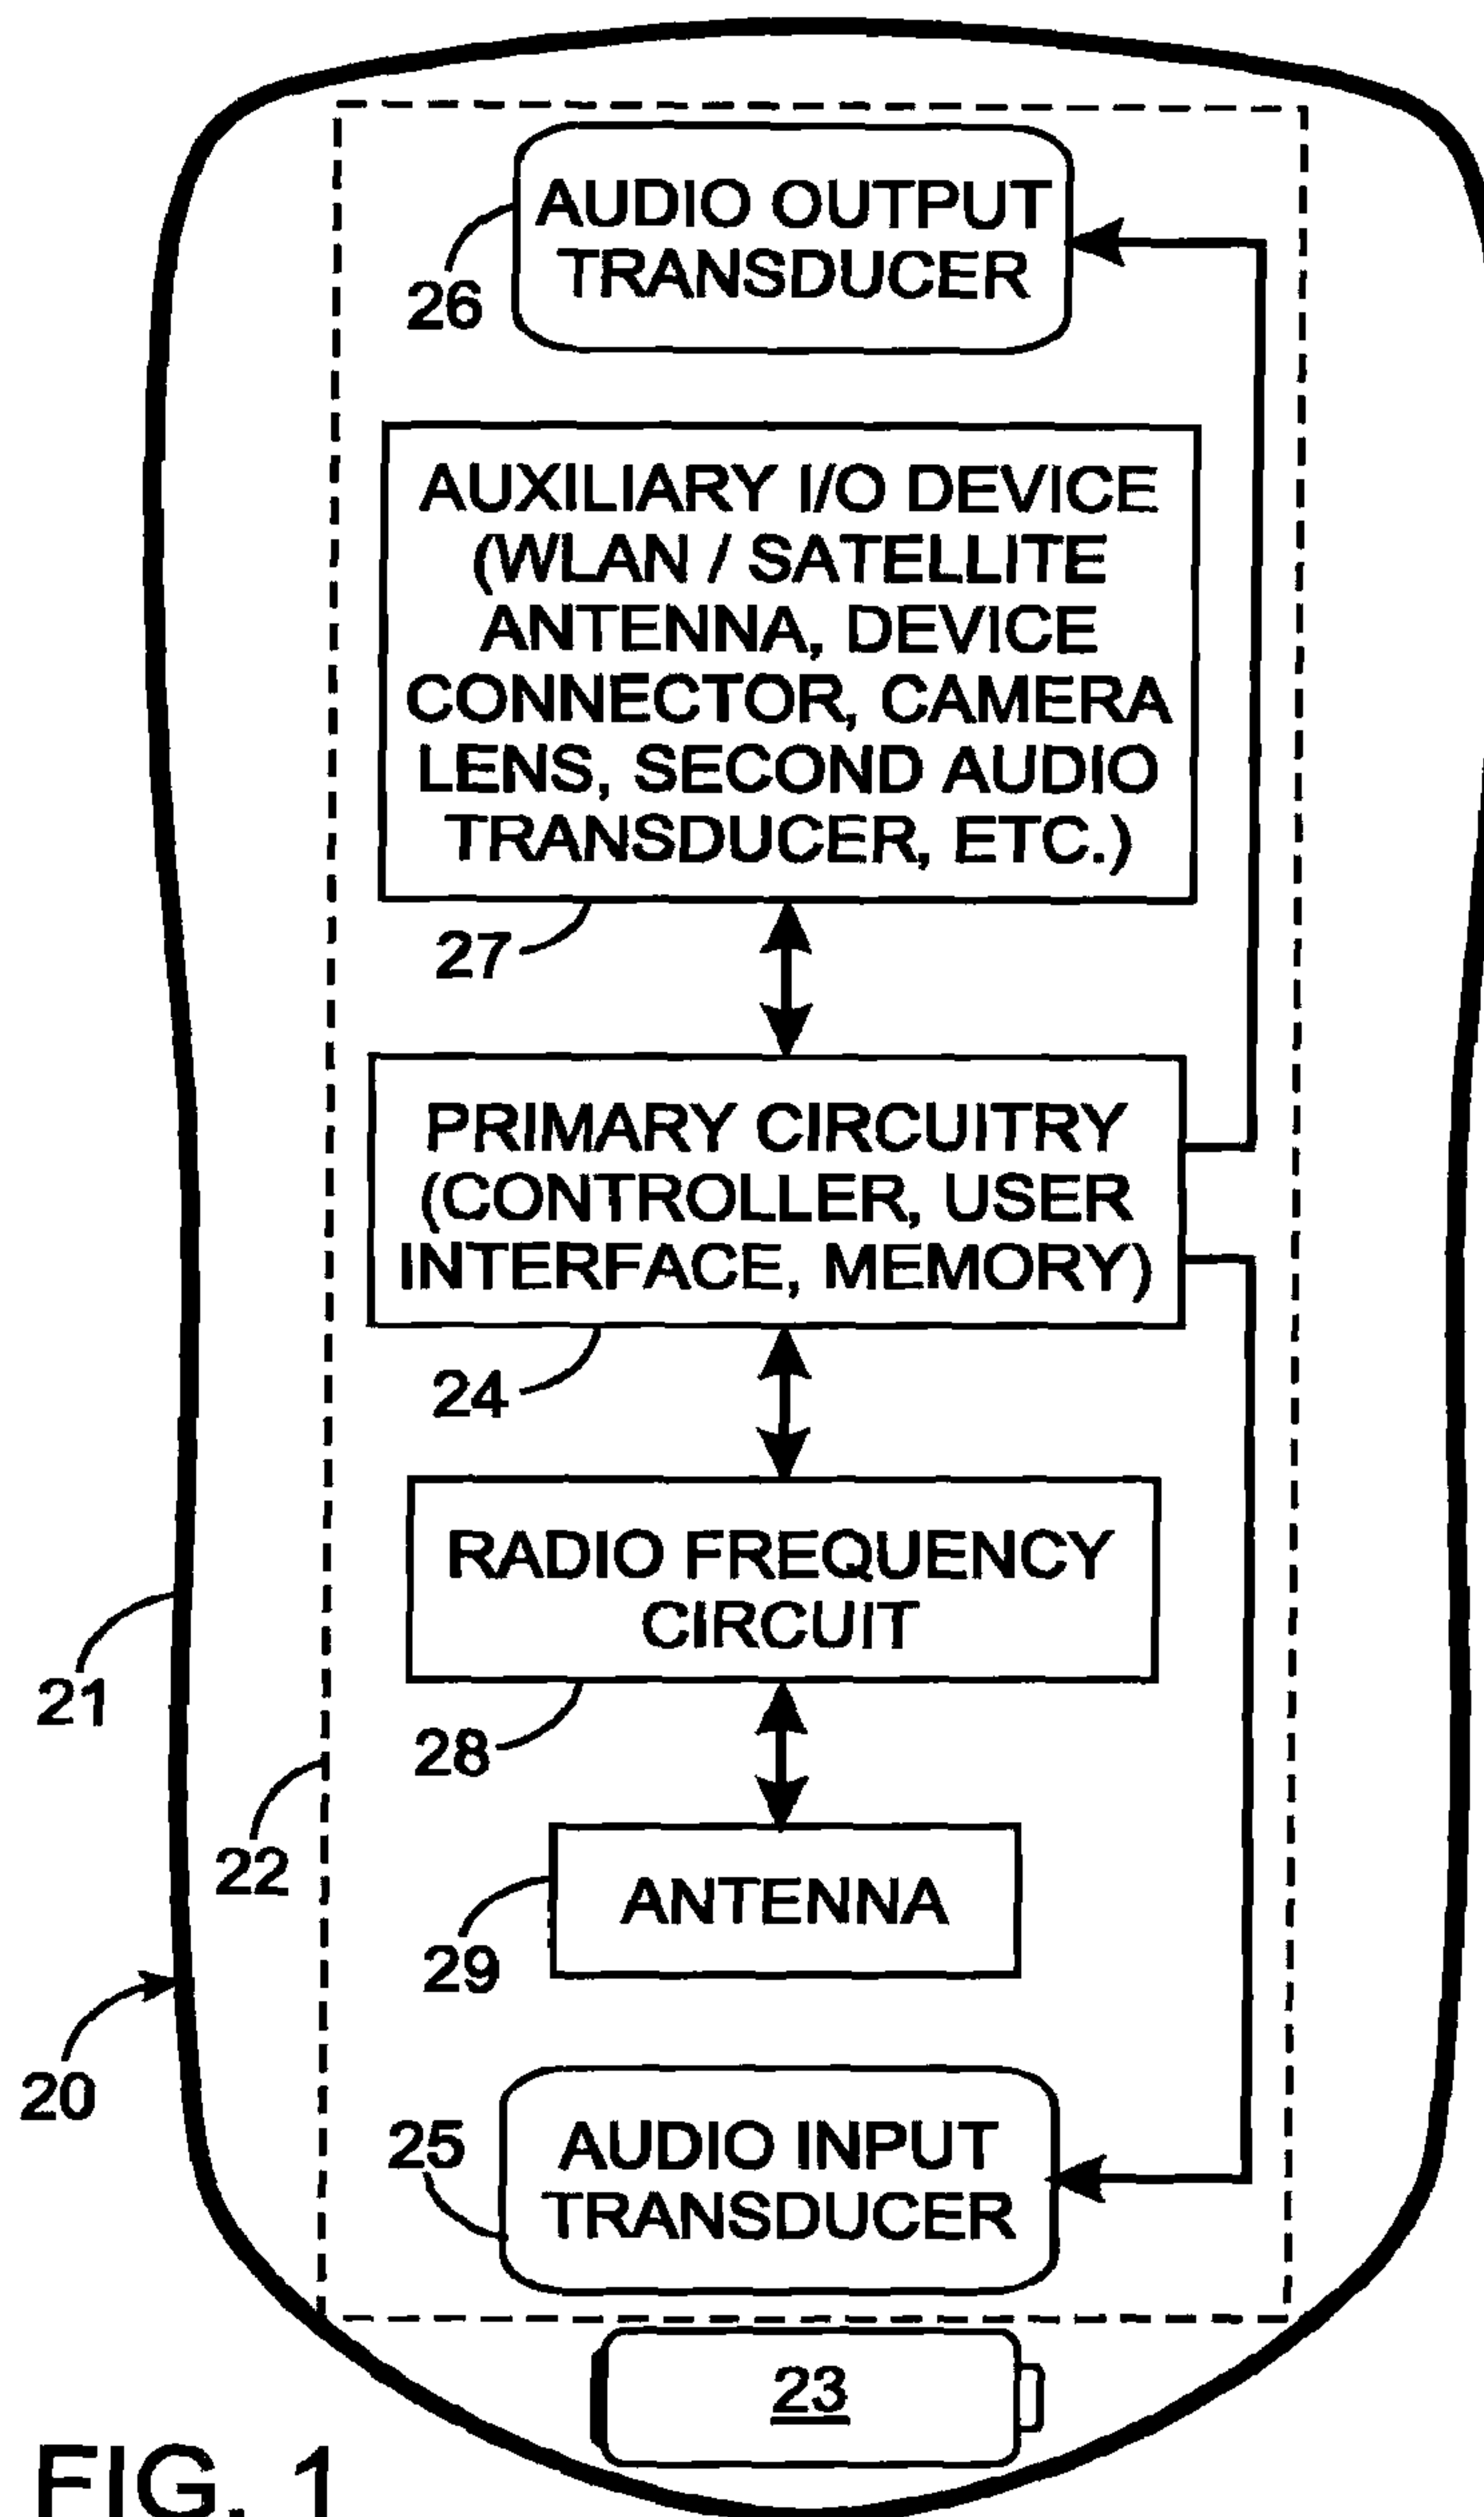 AUDIO OUTPUT
TRANSDUCER
26
AUXILIARY I/O DEVICE
(WLAN / SATELLITE
ANTENNA, DEVICE
CONNECTOR, CAMERA
LENS, SECOND AUDIO
TRANSDUCER, ETC.)
27
PRIMARY CIRCUITRY
(CONTROLLER, USER
INTERFACE, MEMORY)
24
RADIO FREQUENCY
CIRCUIT
21
28
22
ANTENNA
29
20
25
AUDIO INPUT
TRANSDUCER
23
FIG. 1